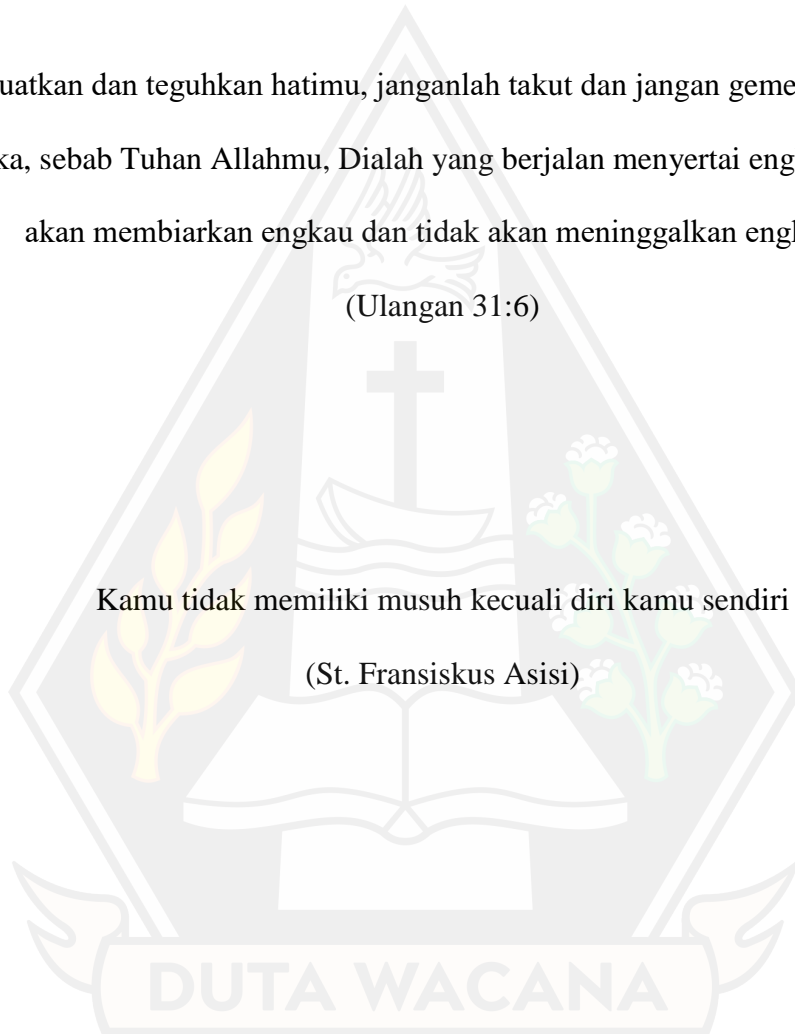 uatkan dan teguhkan hatimu, janganlah takut dan jangan geme
ka, sebab Tuhan Allahmu, Dialah yang berjalan menyertai eng
akan membiarkan engkau dan tidak akan meninggalkan eng
(Ulangan 31:6)
Kamu tidak memiliki musuh kecuali diri kamu sendiri
(St. Fransiskus Asisi)
DUTA WACANA